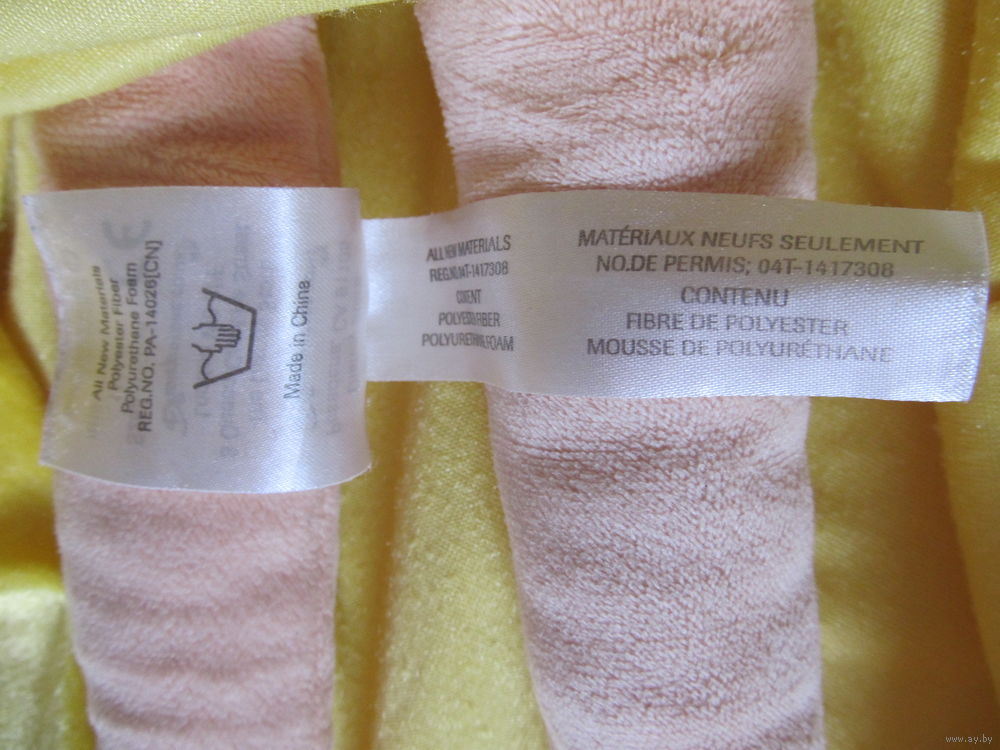 All New Materials
Polyester Fiber
Polyurethane Foam
REG.NO. PA-14026[CN]
Made in China
ALL NEW MATERIALS
REG.NO.04T-1417308
CONTENT
POLYESTER FIBER
POLYURETHANE FOAM
MATÉRIAUX NEUFS SEULEMENT
NO.DE PERMIS; 04T-1417308
CONTENU
FIBRE DE POLYESTER
MOUSSE DE POLYURÉTHANE
www.ay.by